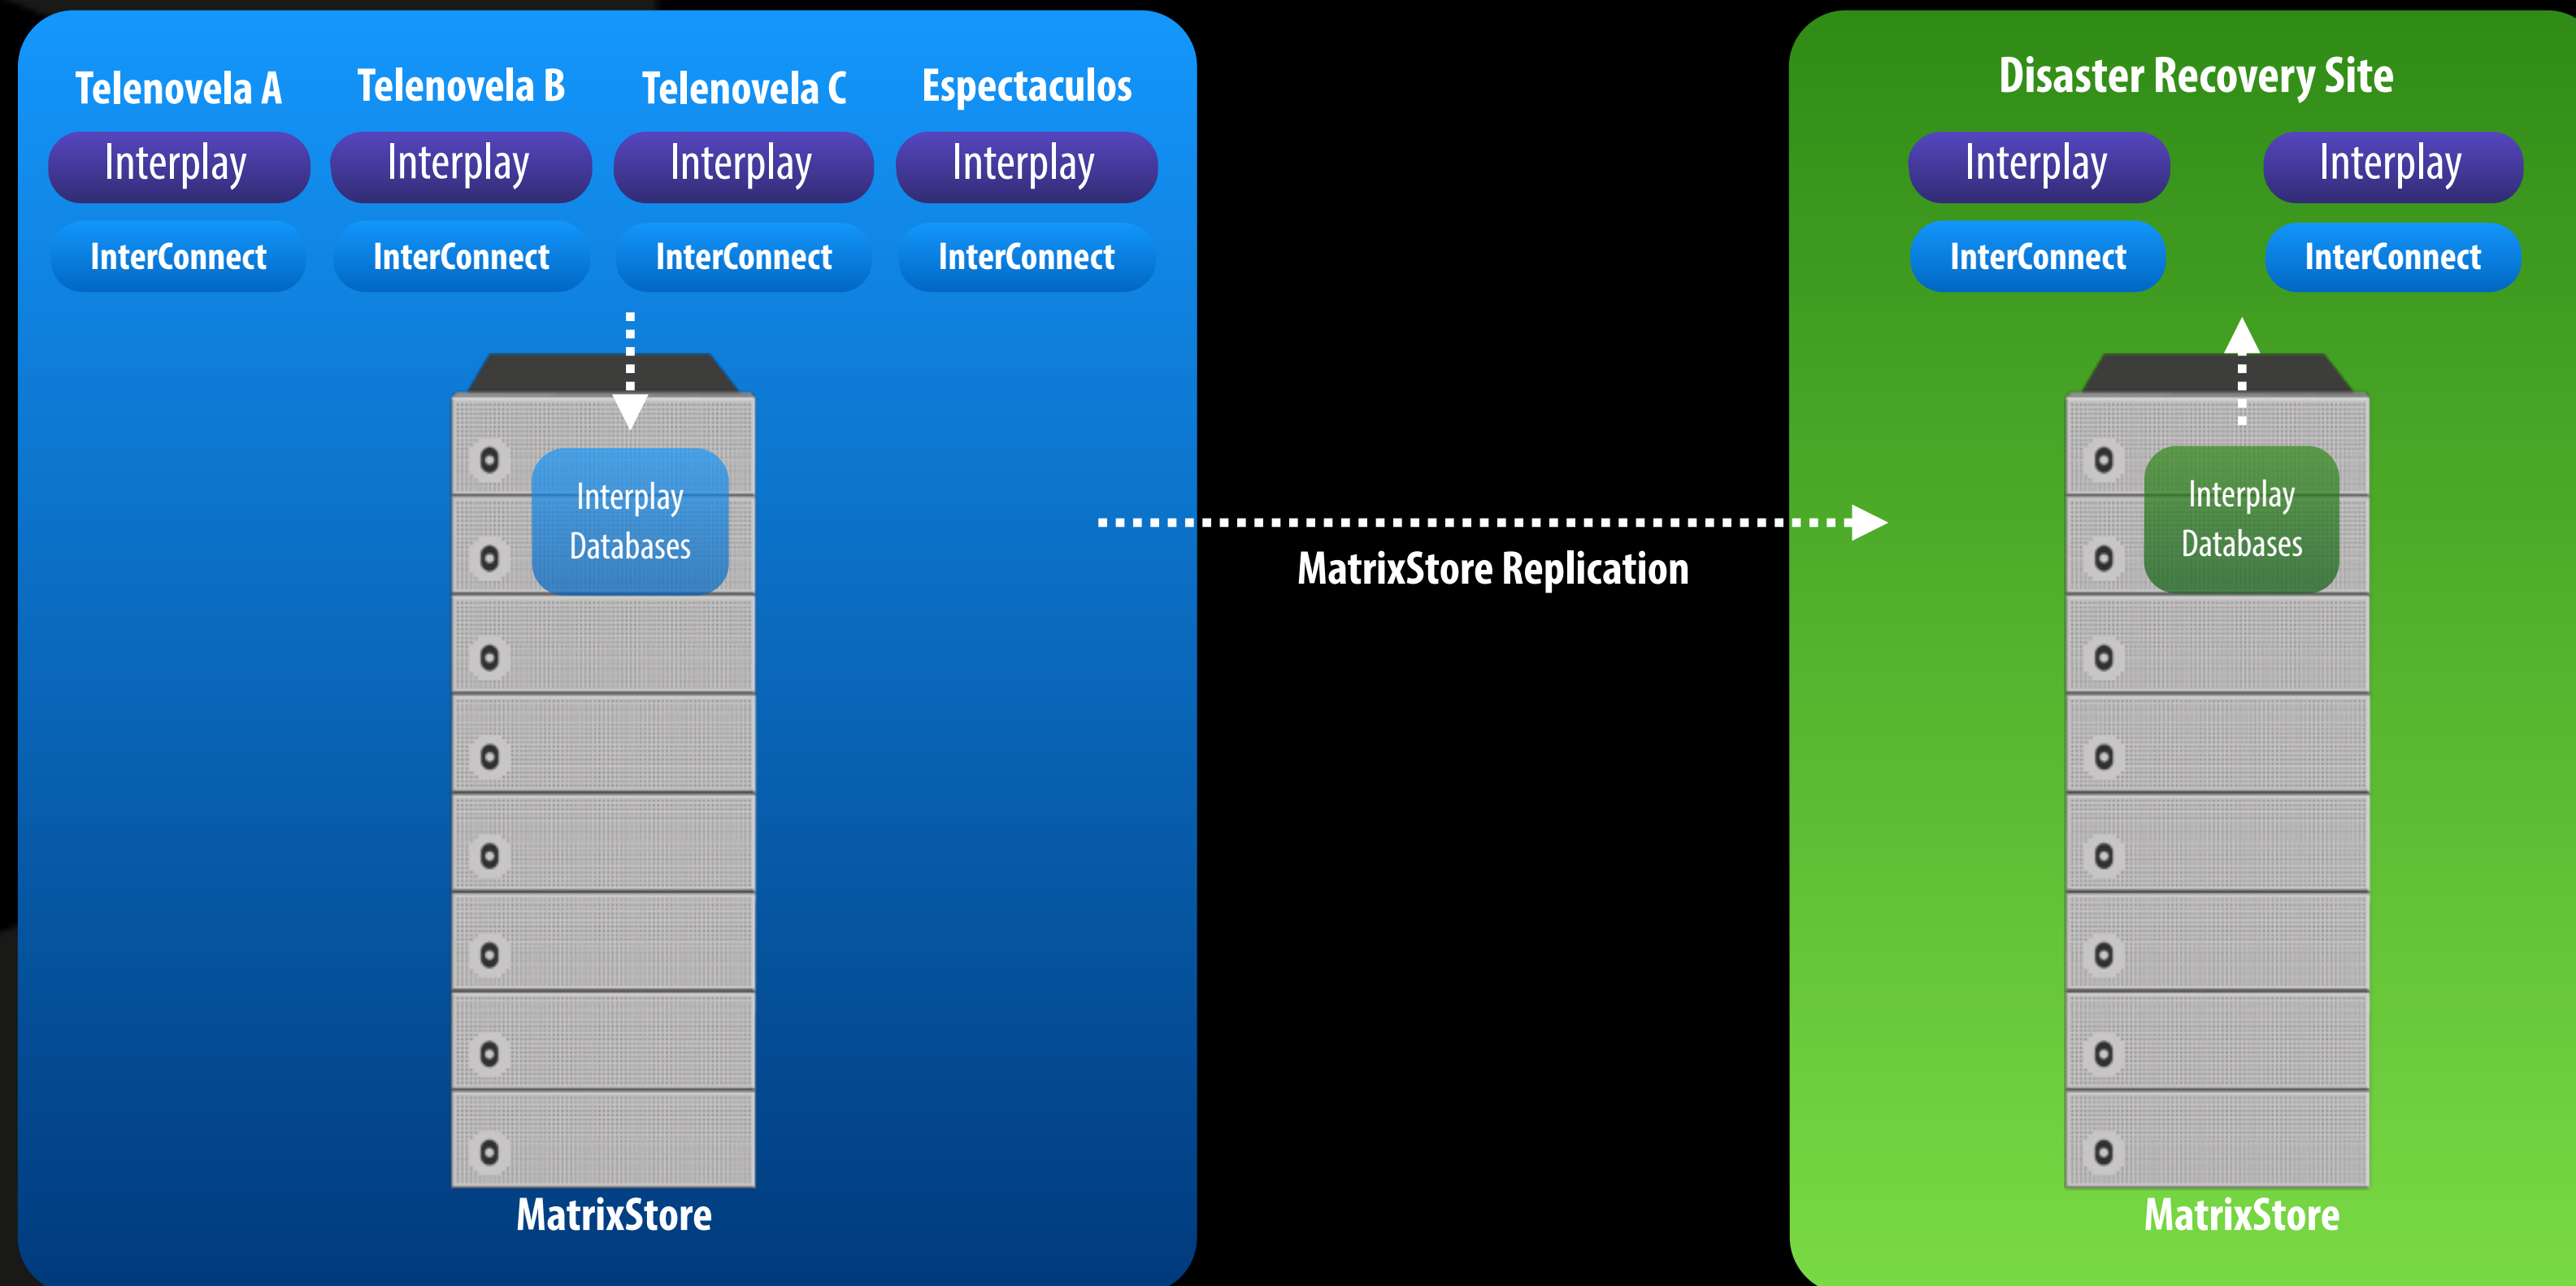 Telenovela A
Telenovela B
Telenovela C
Espectaculos
Interplay
Interplay
Interplay
Interplay
InterConnect
InterConnect
InterConnect
InterConnect
Interplay
Databases
MatrixStore
MatrixStore Replication
Disaster Recovery Site
Interplay
Interplay
InterConnect
InterConnect
Interplay
Databases
MatrixStore